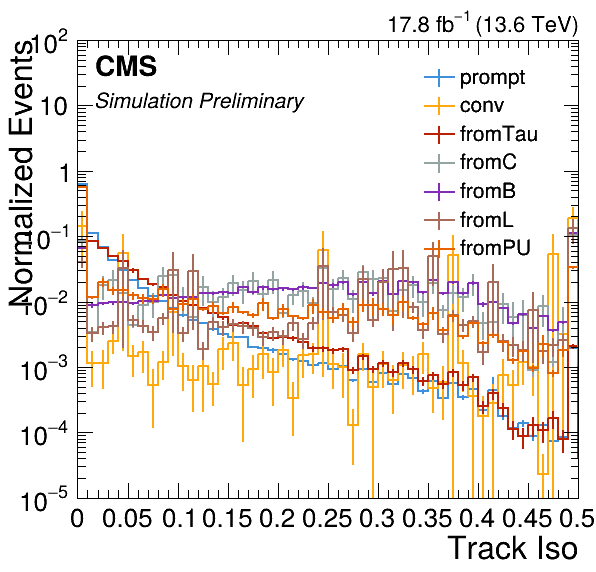 17.8 fb⁻¹ (13.6 TeV)
CMS
Simulation Preliminary
prompt
conv
fromTau
fromC
fromB
fromL
fromPU
Normalized Events
10²
10
1
10⁻¹
10⁻²
10⁻³
10⁻⁴
10⁻⁵
0 0.05 0.1 0.15 0.2 0.25 0.3 0.35 0.4 0.45 0.5
Track Iso